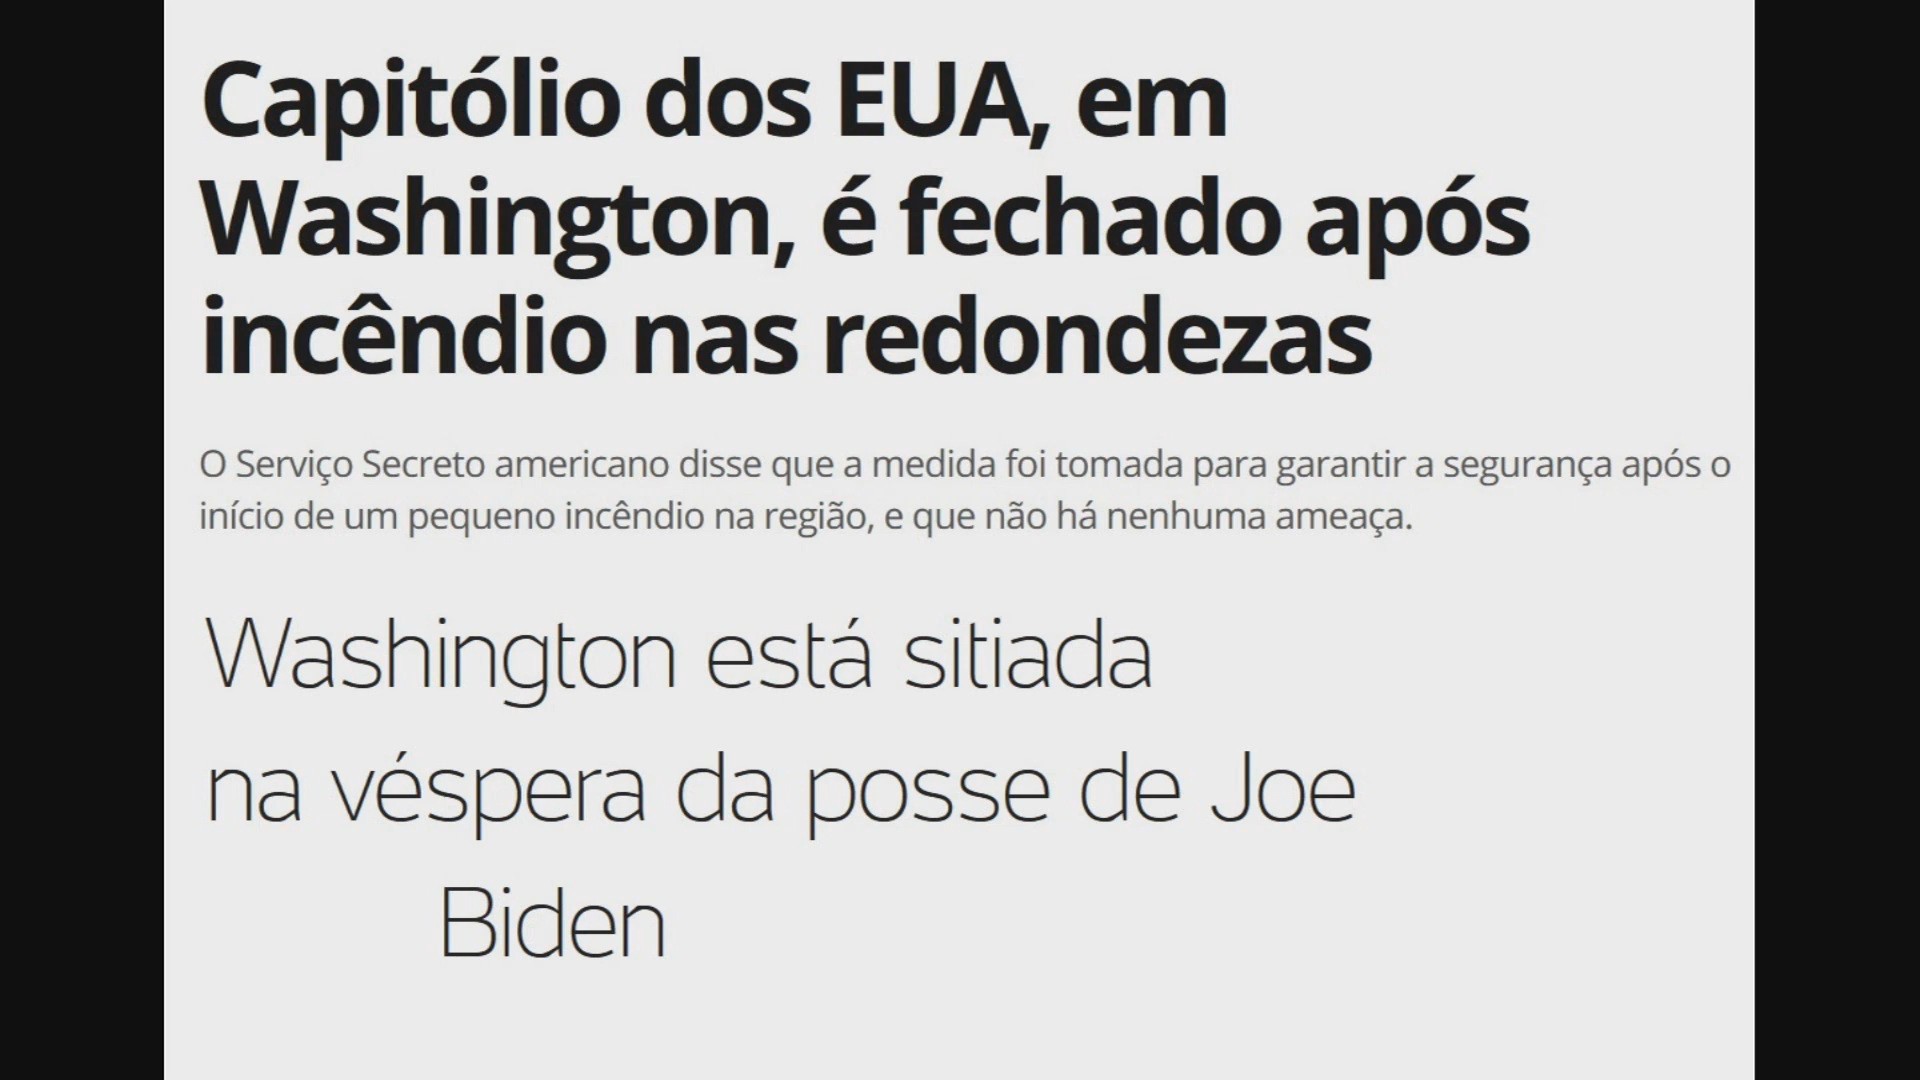 Capitólio dos EUA, em
Washington, é fechado após
incêndio nas redondezas
O Serviço Secreto americano disse que a medida foi tomada para garantir a segurança após o
início de um pequeno incêndio na região, e que não há nenhuma ameaça.
Washington está sitiada
na véspera da posse de Joe
Biden